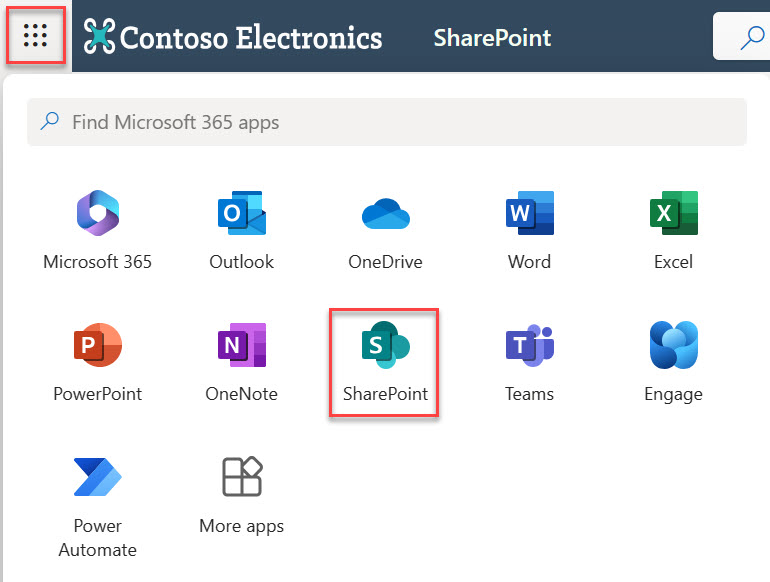 Contoso Electronics SharePoint
Find Microsoft 365 apps
Microsoft 365 Outlook OneDrive Word Excel
PowerPoint OneNote SharePoint Teams Engage
Power Automate More apps